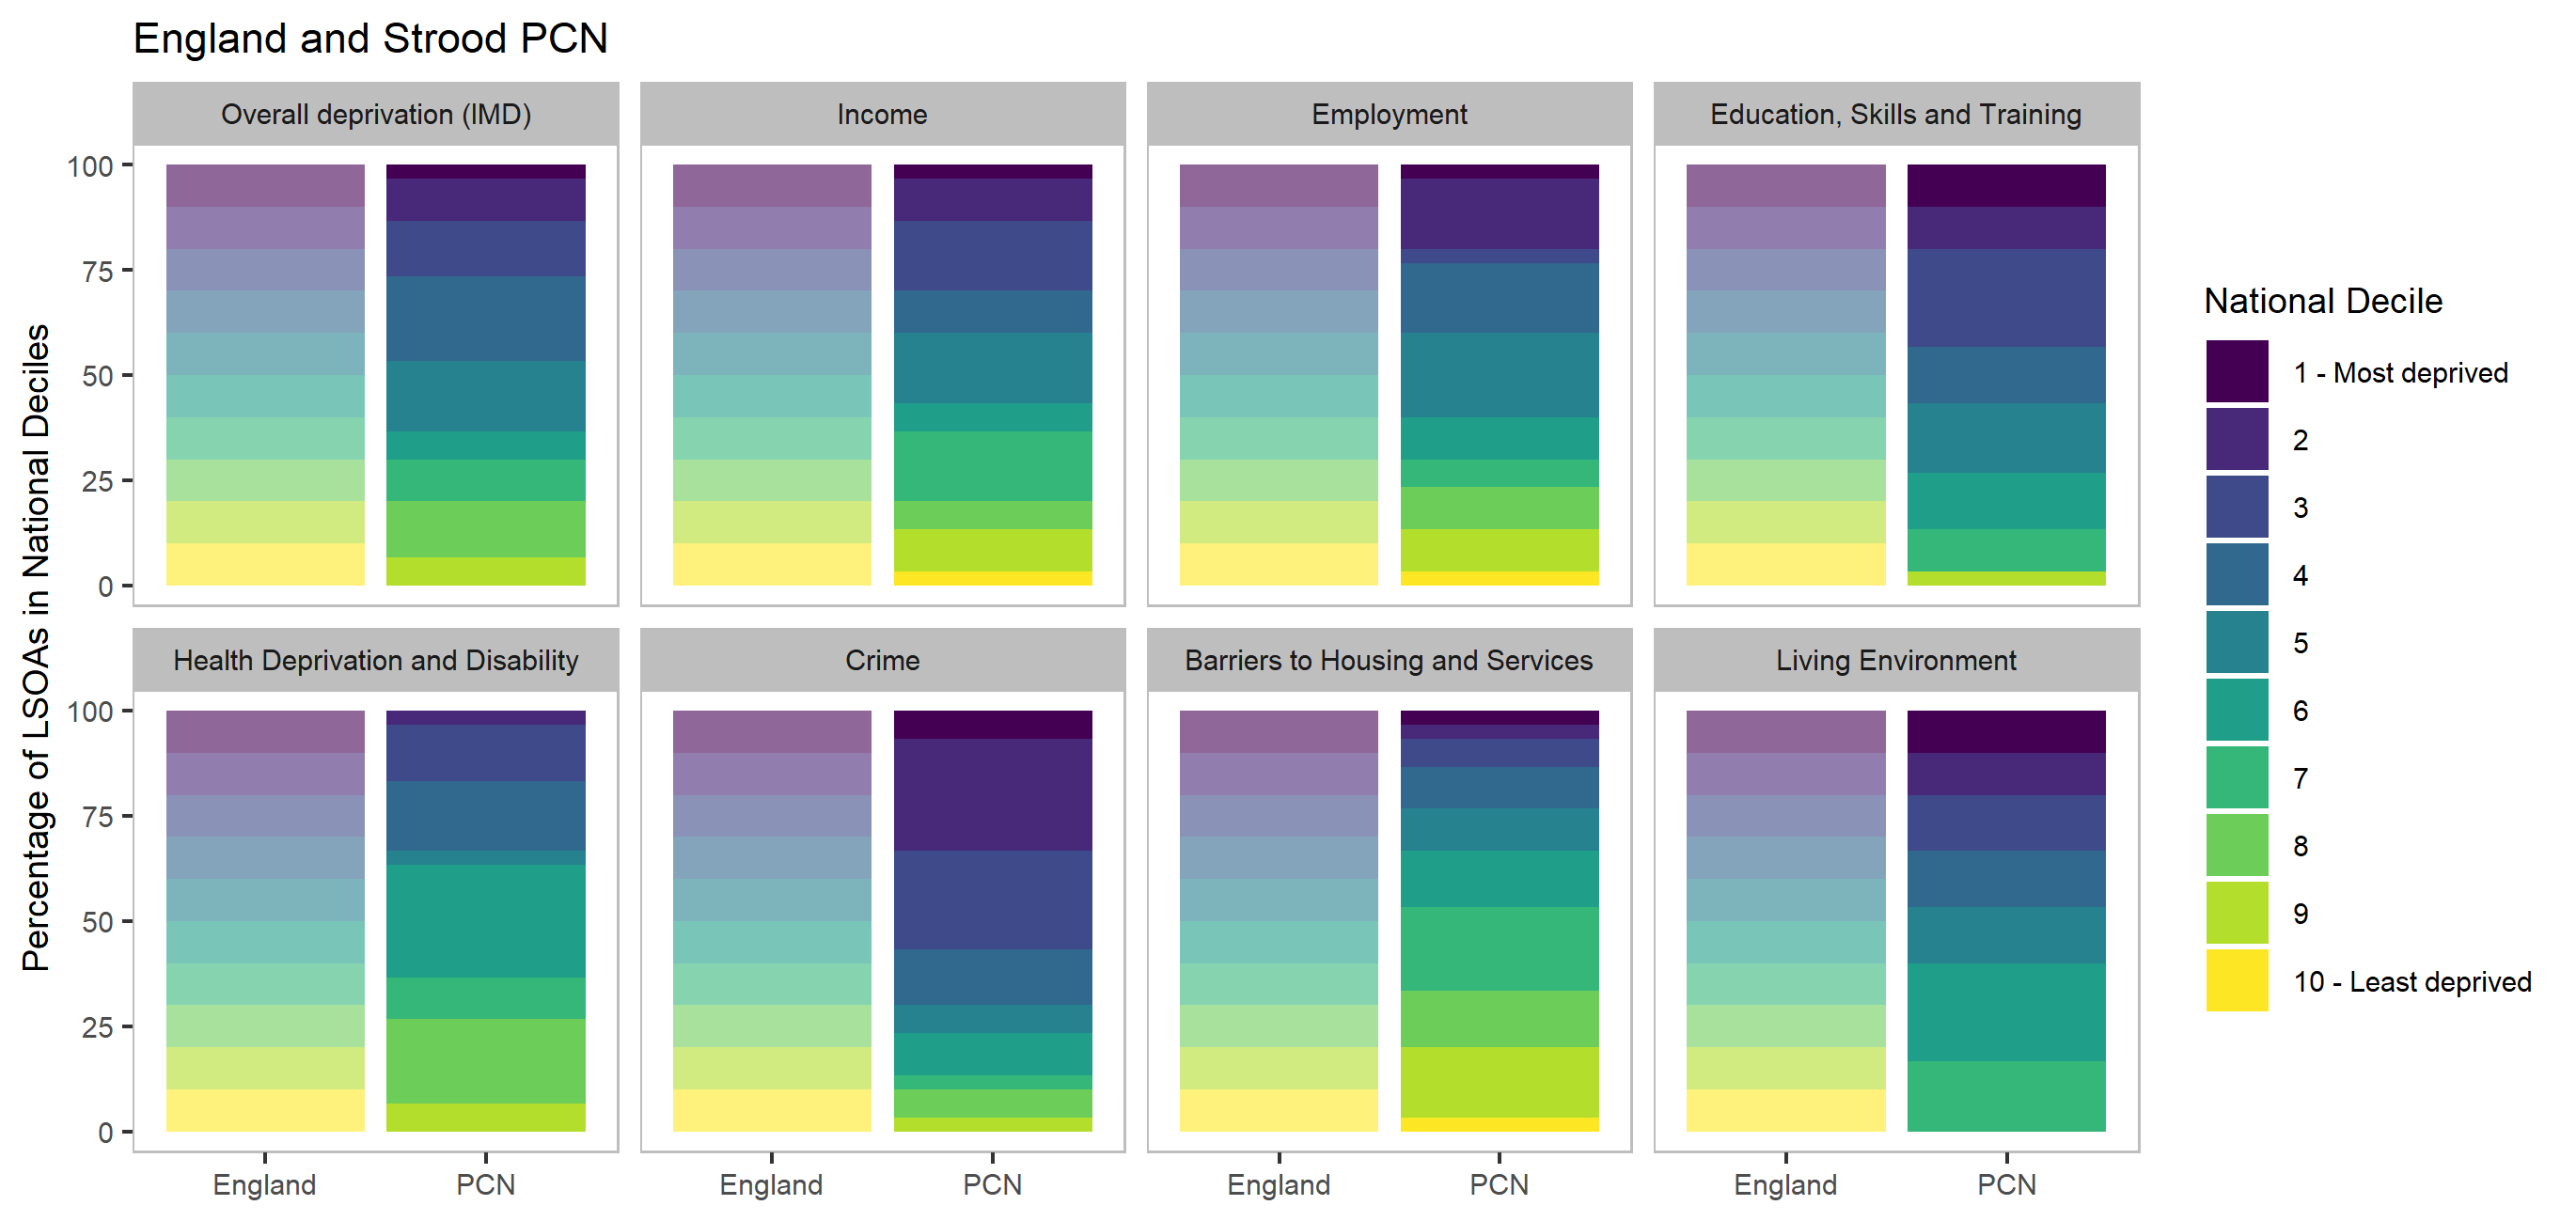 England and Strood PCN
Overall deprivation (IMD)
Income
Employment
Education, Skills and Training
100
75
50
25
0
Health Deprivation and Disability
Crime
Barriers to Housing and Services
Living Environment
100
75
50
25
0
England
PCN
England
PCN
England
PCN
England
PCN
Percentage of LSOAs in National Deciles
National Decile
1 - Most deprived
2
3
4
5
6
7
8
9
10 - Least deprived